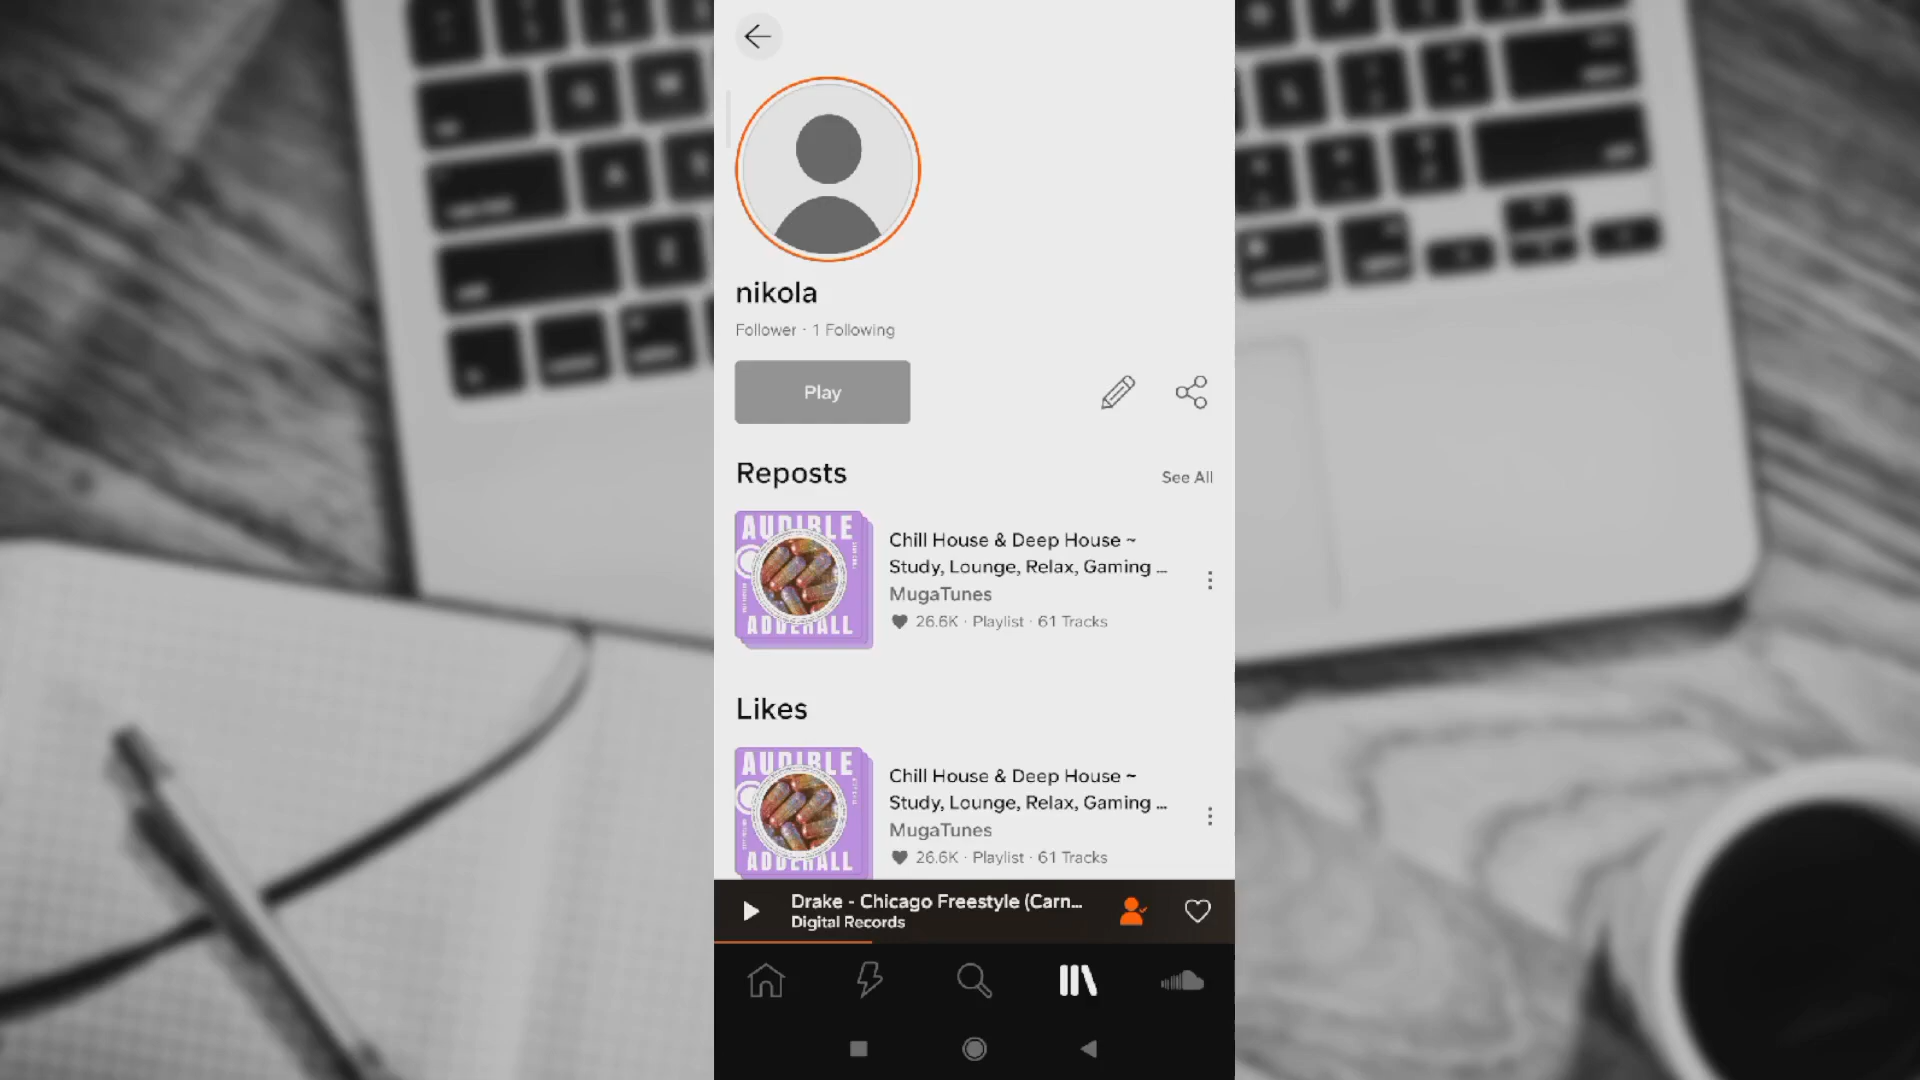 nikola
Follower · 1 Following
Play
Reposts
See All
AUDIBLE
ADDERALL
Chill House & Deep House ~
Study, Lounge, Relax, Gaming ...
MugaTunes
26.6K · Playlist · 61 Tracks
Likes
AUDIBLE
ADDERALL
Chill House & Deep House ~
Study, Lounge, Relax, Gaming ...
MugaTunes
26.6K · Playlist · 61 Tracks
Drake - Chicago Freestyle (Carn...
Digital Records